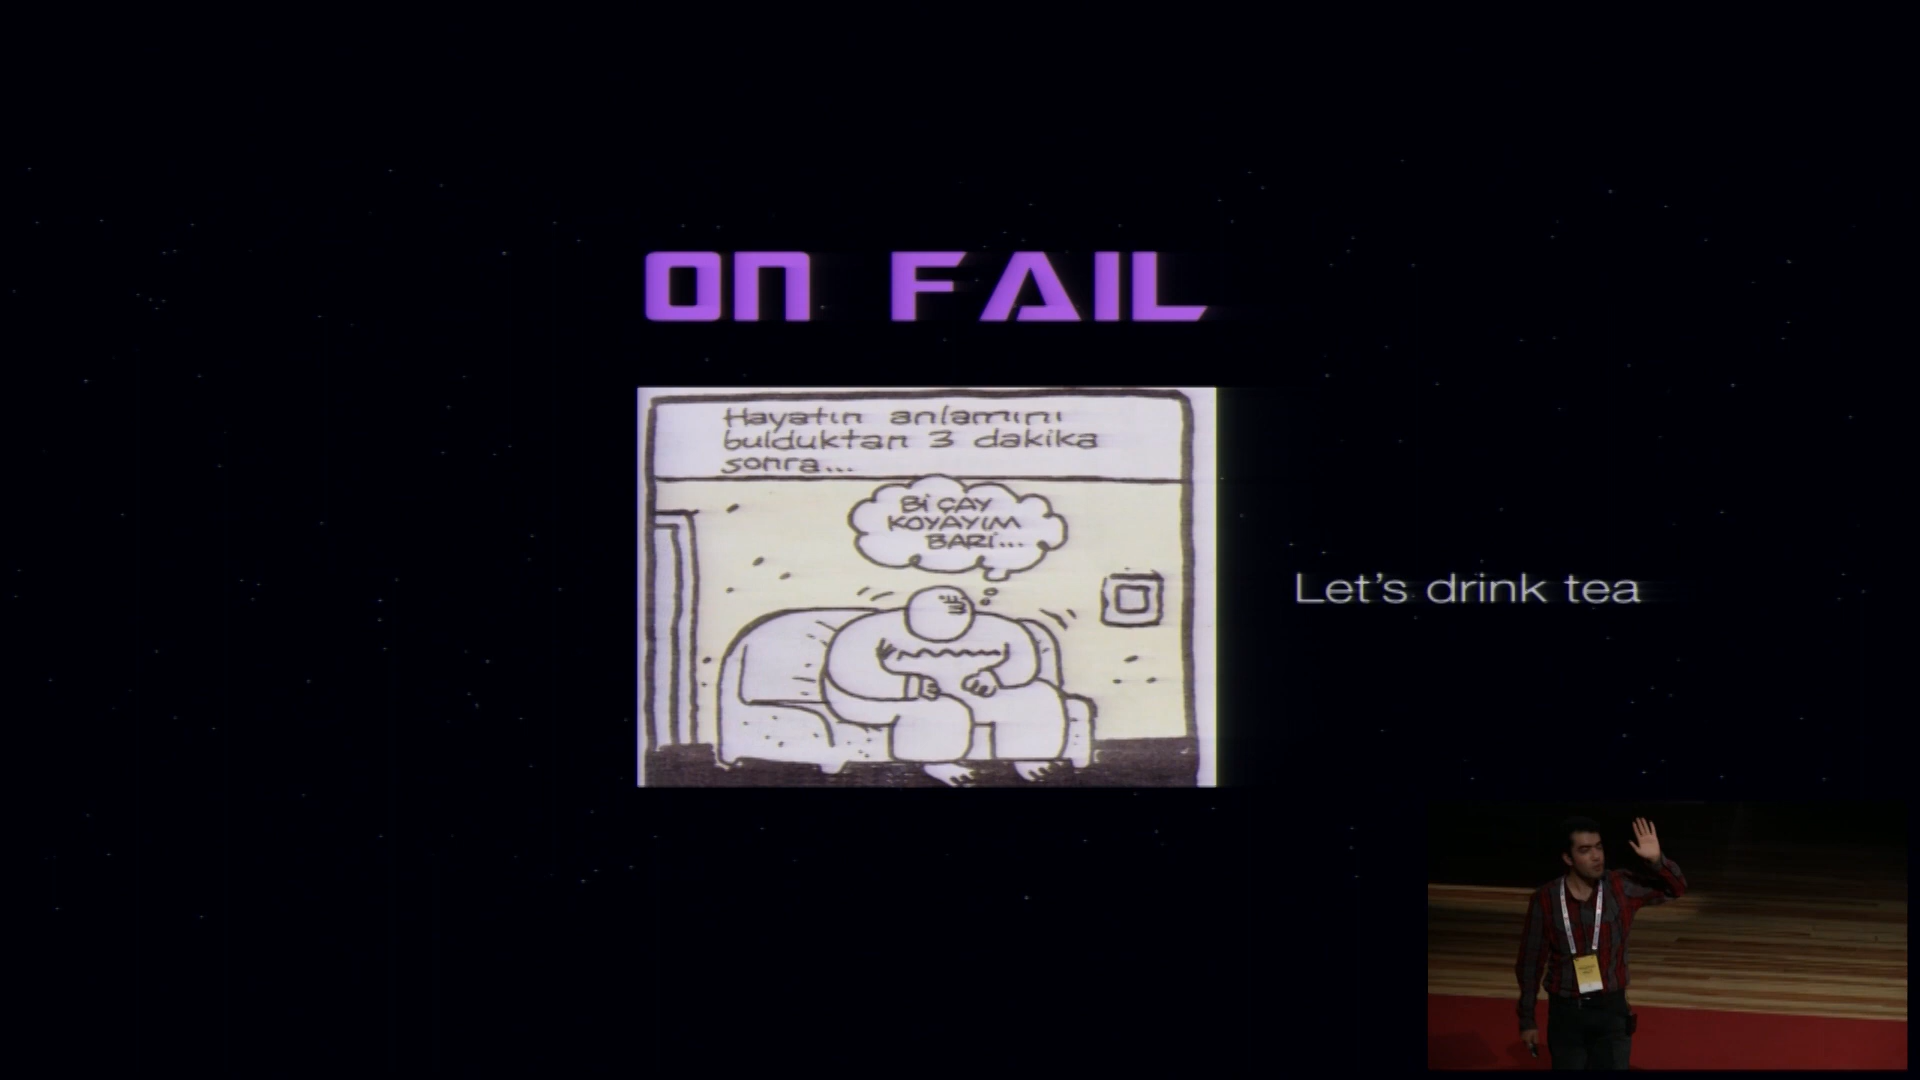 ON FAIL
Hayatın anlamını
bulduktan 3 dakika
sonra...
Bİ ÇAY
KOYAYIM
BARİ...
Let's drink tea